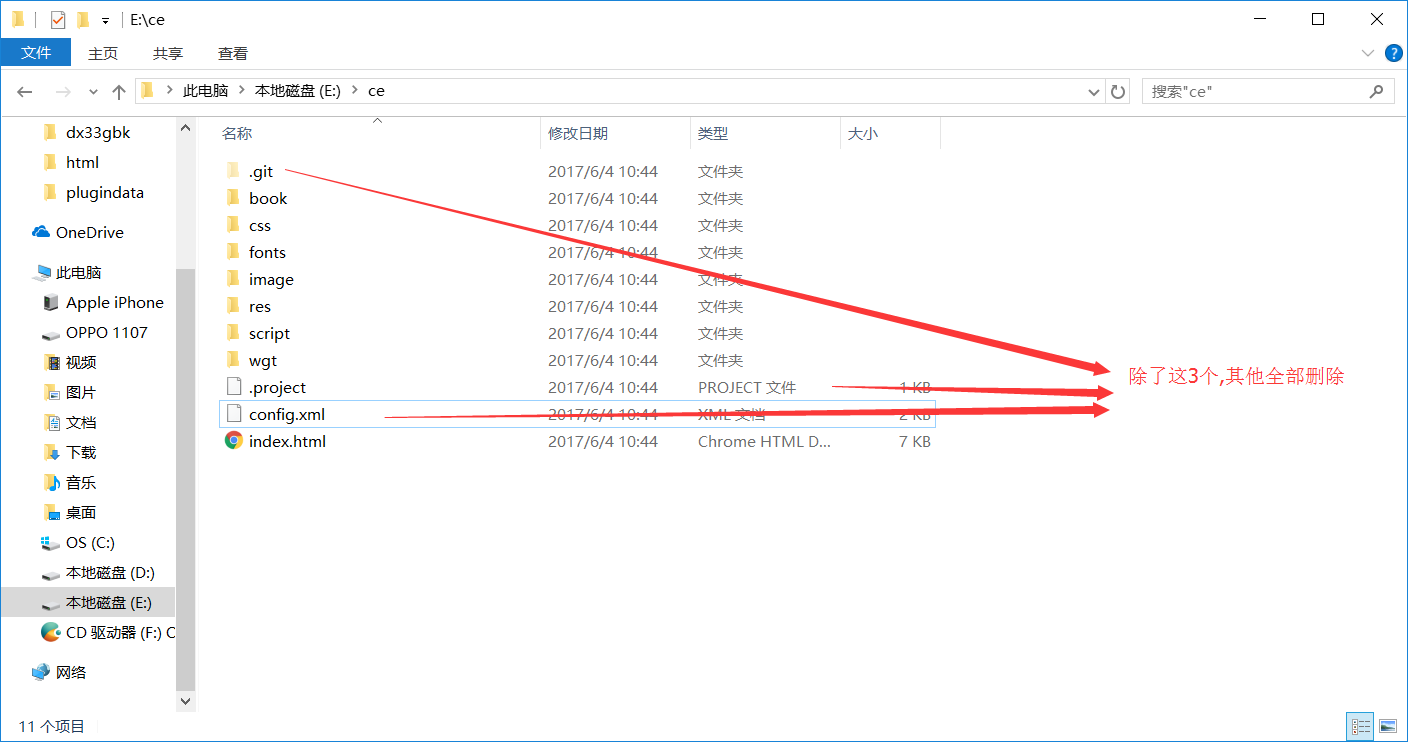 E:\ce
文件 主页 共享 查看
此电脑 本地磁盘 (E:) ce
搜索"ce"
dx33gbk
html
plugindata
OneDrive
此电脑
Apple iPhone
OPPO 1107
视频
图片
文档
下载
音乐
桌面
OS (C:)
本地磁盘 (D:)
本地磁盘 (E:)
CD 驱动器 (F:) C
网络
名称 修改日期 类型 大小
.git 2017/6/4 10:44 文件夹
book 2017/6/4 10:44 文件夹
css 2017/6/4 10:44 文件夹
fonts 2017/6/4 10:44 文件夹
image 2017/6/4 10:44 文件夹
res 2017/6/4 10:44 文件夹
script 2017/6/4 10:44 文件夹
wgt 2017/6/4 10:44 文件夹
.project 2017/6/4 10:44 PROJECT 文件 1 KB
config.xml 2017/6/4 10:44 XML 文档 2 KB
index.html 2017/6/4 10:44 Chrome HTML D... 7 KB
除了这3个,其他全部删除
11 个项目